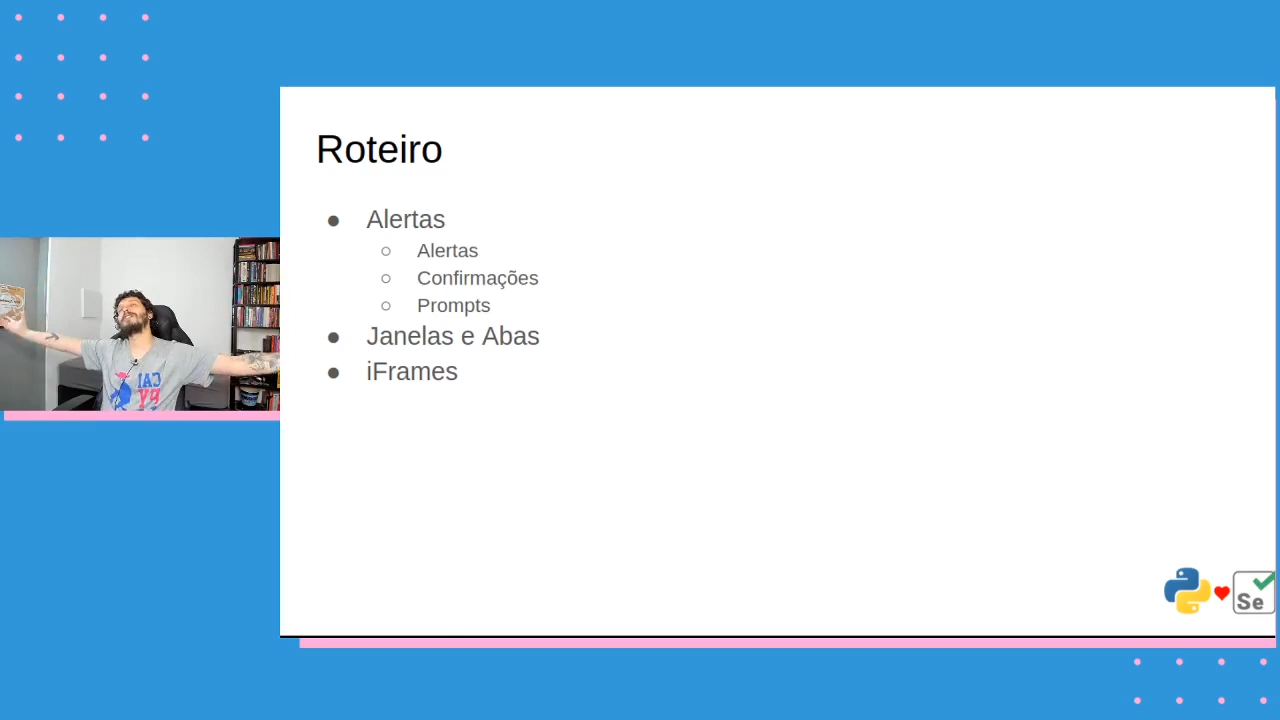 Roteiro
● Alertas
○ Alertas
○ Confirmações
○ Prompts
● Janelas e Abas
● iFrames
Se